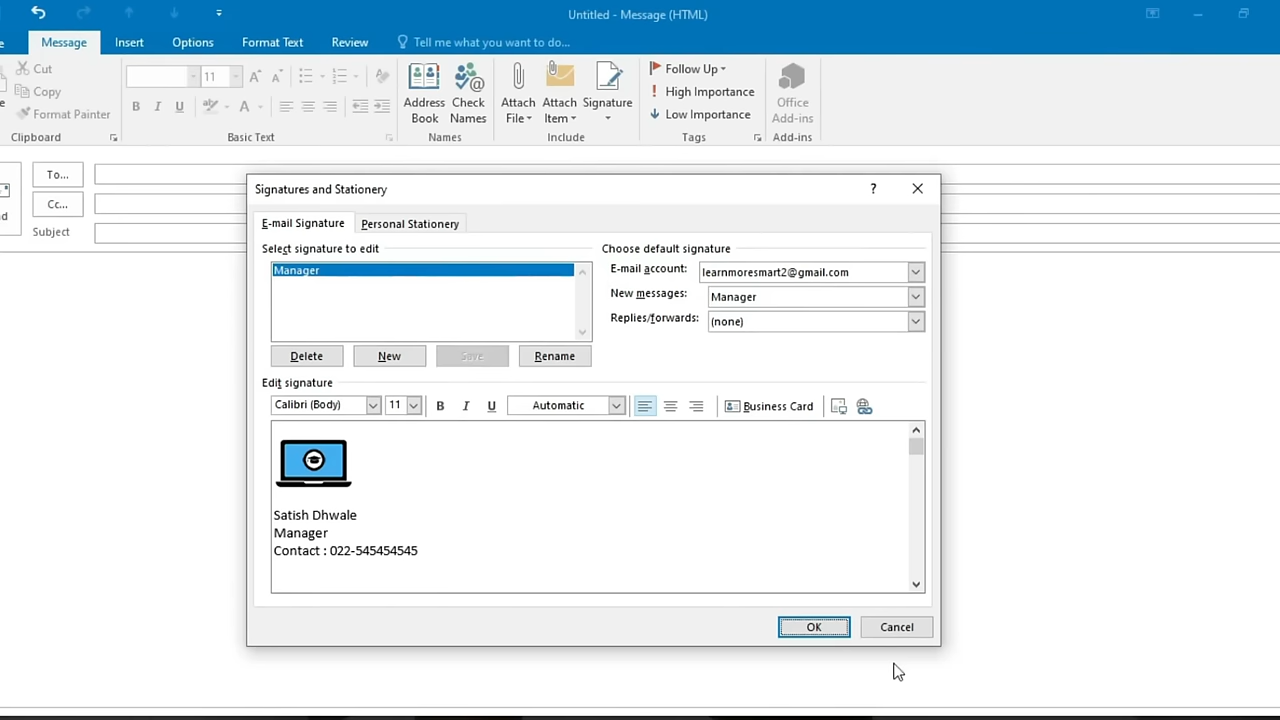 Untitled - Message (HTML)
Message Insert Options Format Text Review Tell me what you want to do...
Cut
Copy
Format Painter
Clipboard
11
B I U
A
Basic Text
Address Book
Check Names
Names
Attach File
Attach Item
Signature
Include
Follow Up
High Importance
Low Importance
Tags
Office Add-ins
Add-ins
To...
Cc...
Subject
Signatures and Stationery
?
E-mail Signature Personal Stationery
Select signature to edit
Manager
Delete New Save Rename
Choose default signature
E-mail account: learnmoresmart2@gmail.com
New messages: Manager
Replies/forwards: (none)
Edit signature
Calibri (Body) 11 B I U Automatic Business Card
Satish Dhwale
Manager
Contact : 022-545454545
OK Cancel